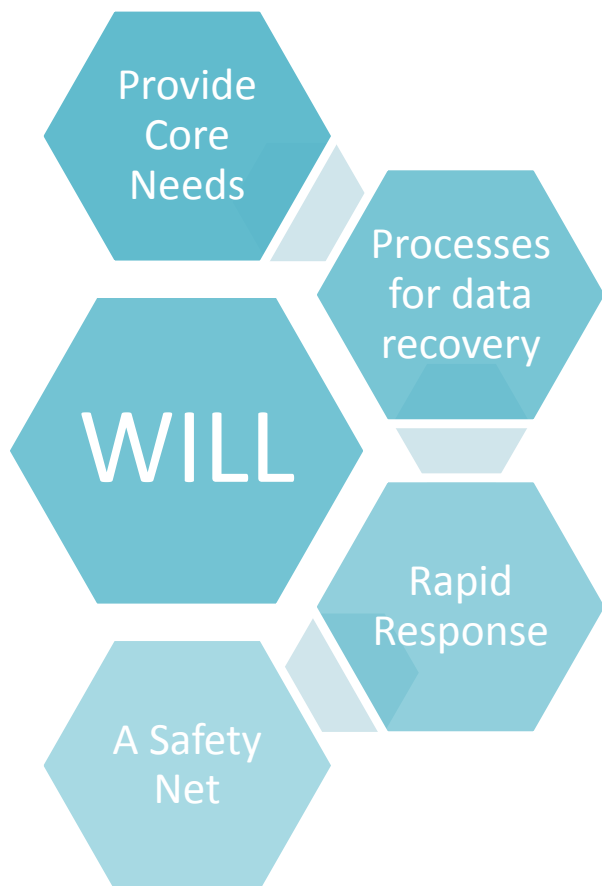 Provide
Core
Needs
Processes
for data
recovery
WILL
Rapid
Response
A Safety
Net